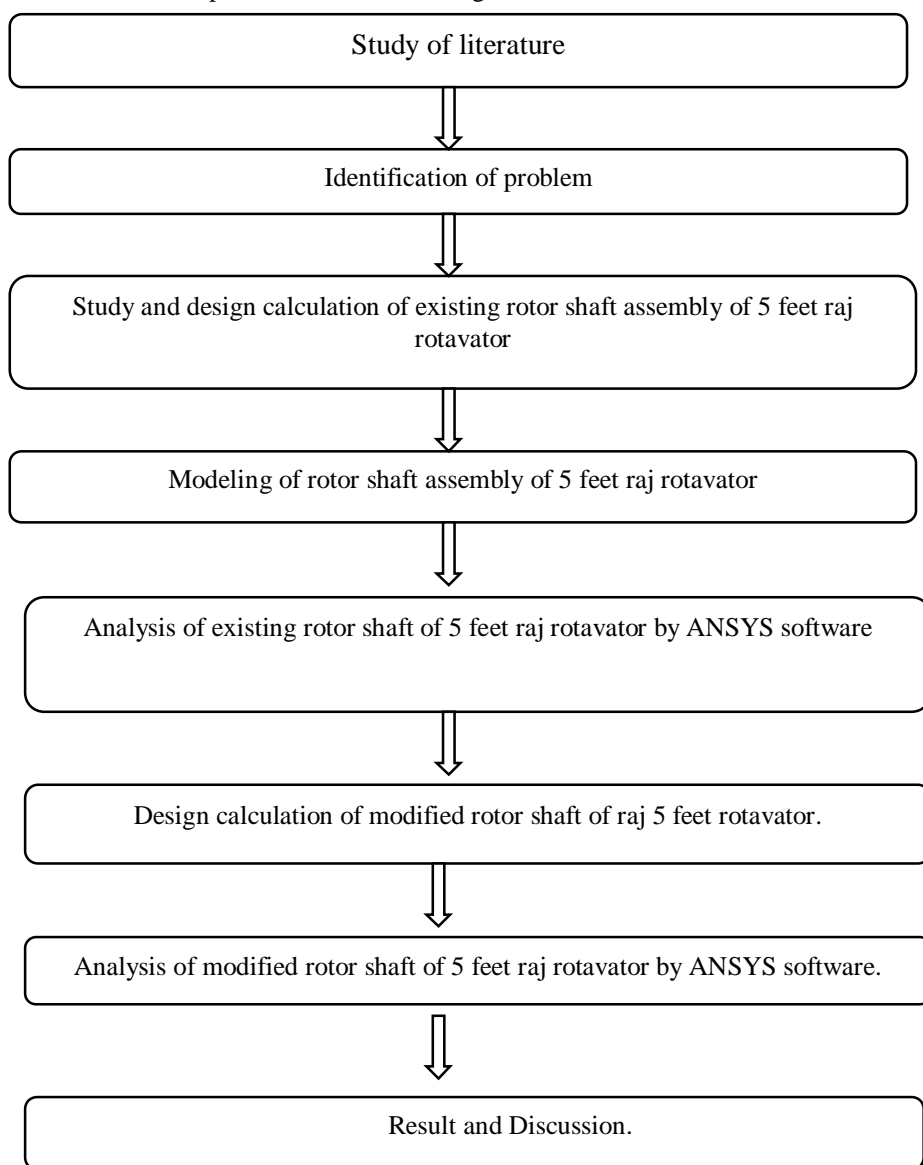 Study of literature
Identification of problem
Study and design calculation of existing rotor shaft assembly of 5 feet raj
rotavator
Modeling of rotor shaft assembly of 5 feet raj rotavator
Analysis of existing rotor shaft of 5 feet raj rotavator by ANSYS software
Design calculation of modified rotor shaft of raj 5 feet rotavator.
Analysis of modified rotor shaft of 5 feet raj rotavator by ANSYS software.
Result and Discussion.